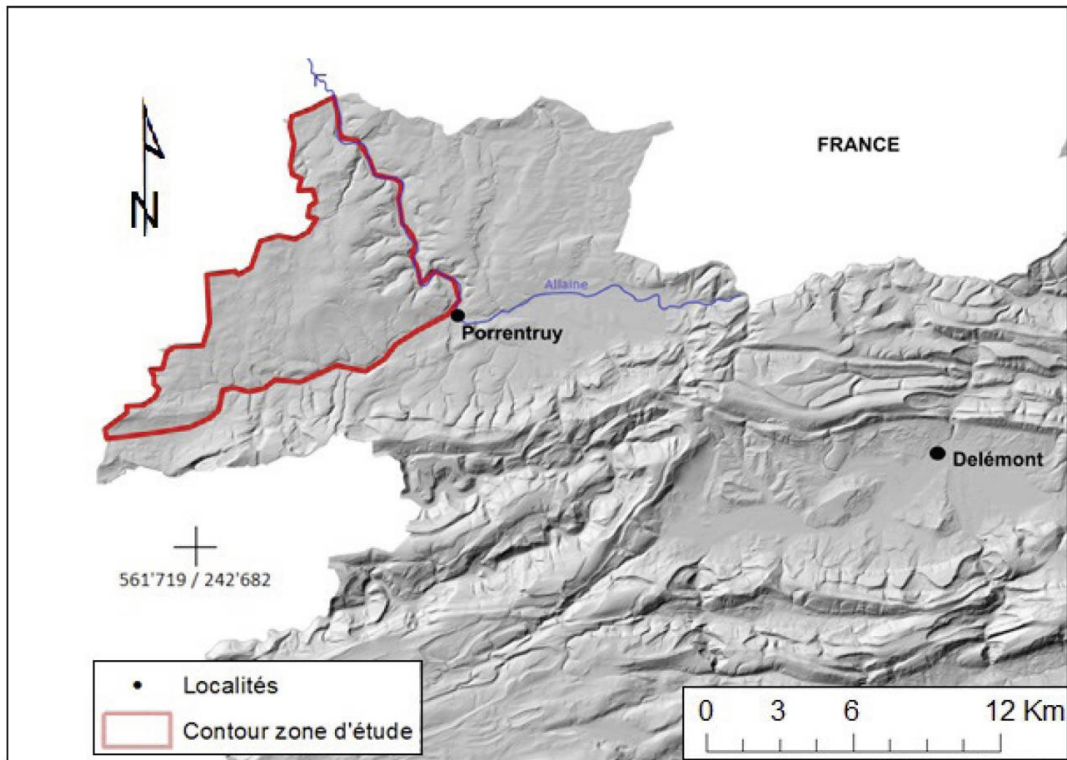 FRANCE
N
Allaine
Porrentruy
Delémont
561'719 / 242'682
Localités
Contour zone d'étude
0 3 6 12 Km